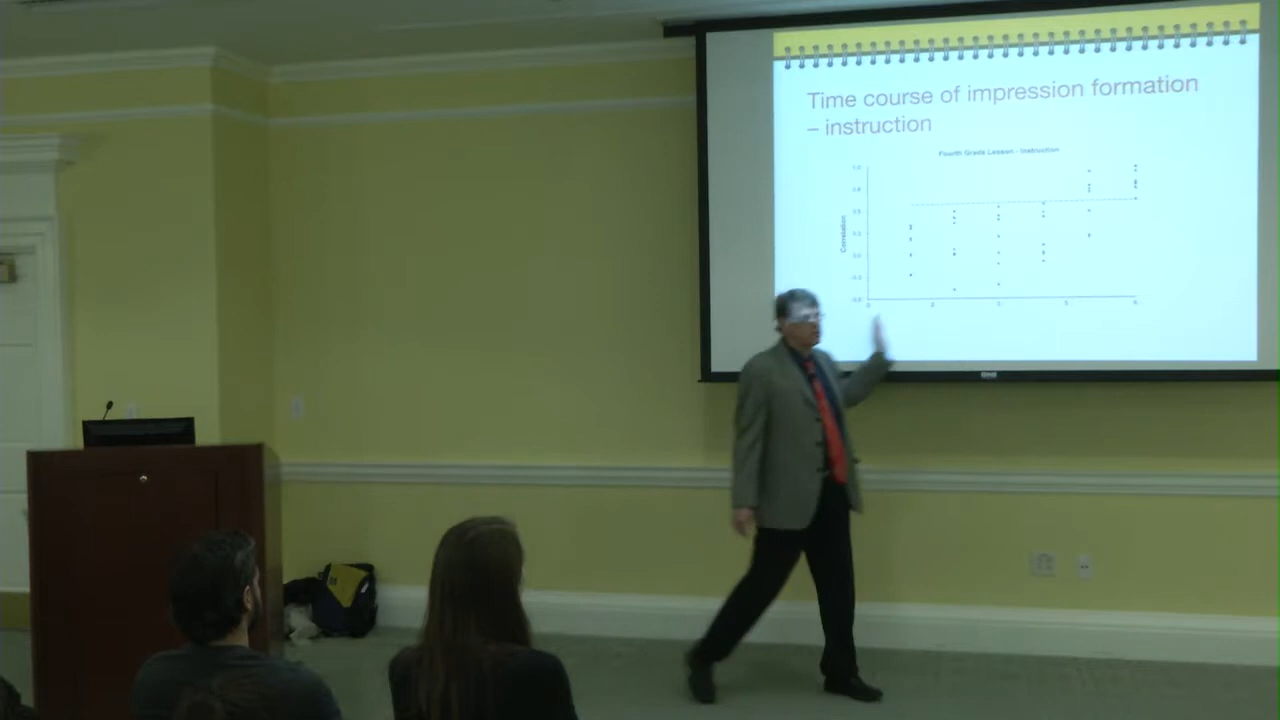 Time course of impression formation
– instruction
Fourth Grade Lesson - Instruction
Correlation